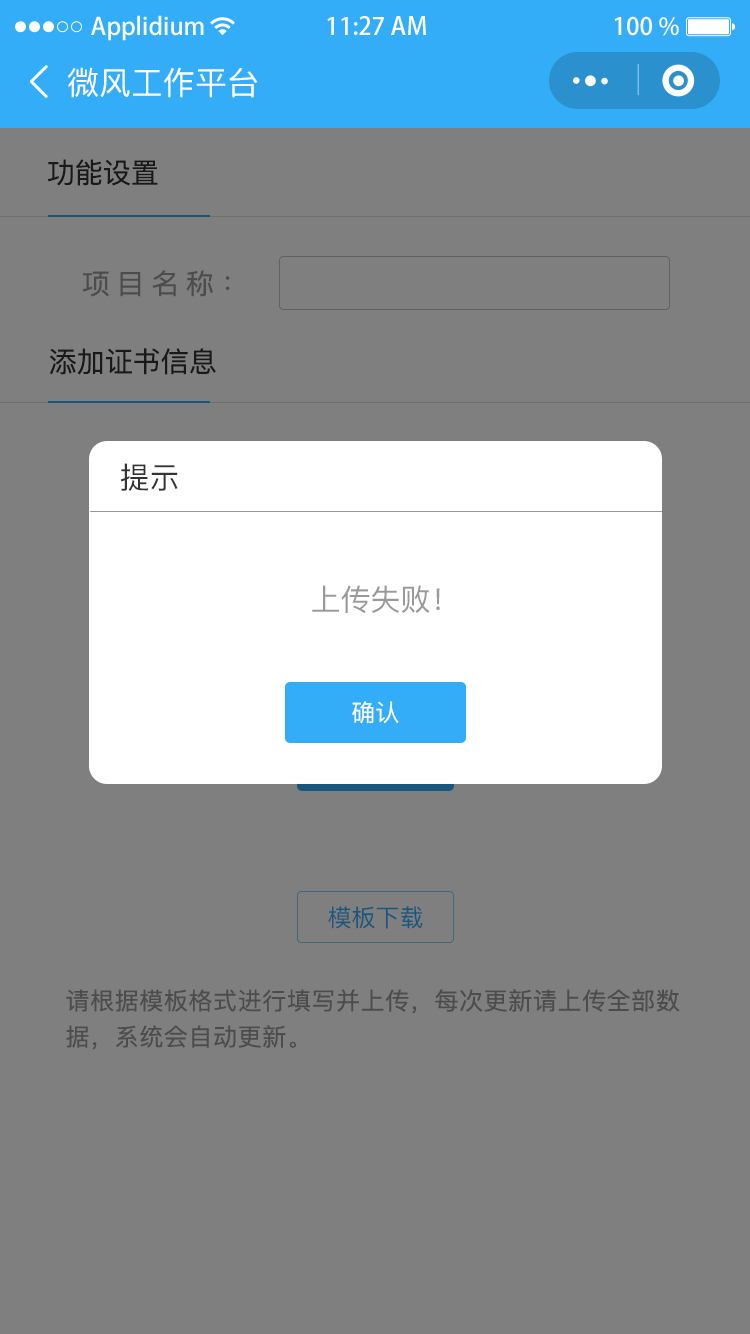 Applidium 11:27 AM 100 %
微风工作平台
功能设置
项目名称：
添加证书信息
提示
上传失败！
确认
模板下载
请根据模板格式进行填写并上传，每次更新请上传全部数
据，系统会自动更新。